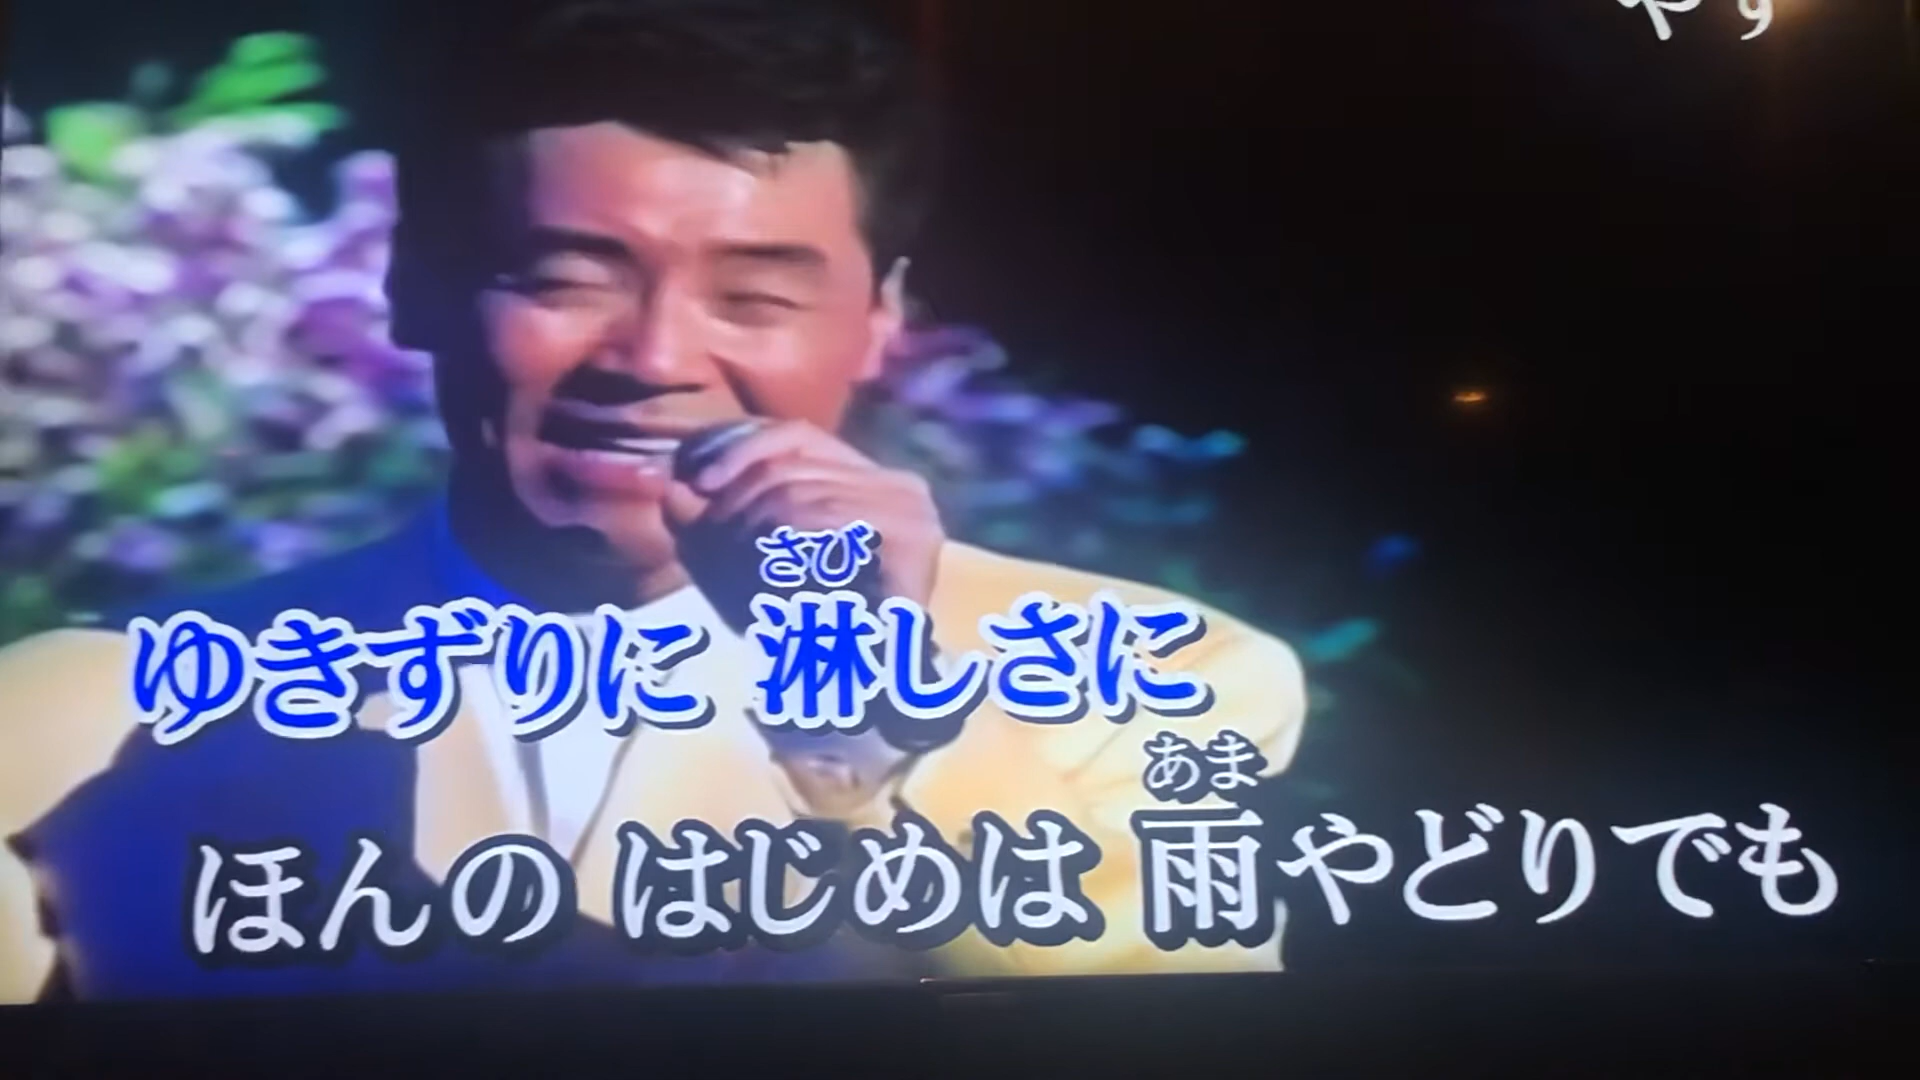 ゆきずりに 淋しさに
さび
ほんの はじめは 雨やどりでも
あま